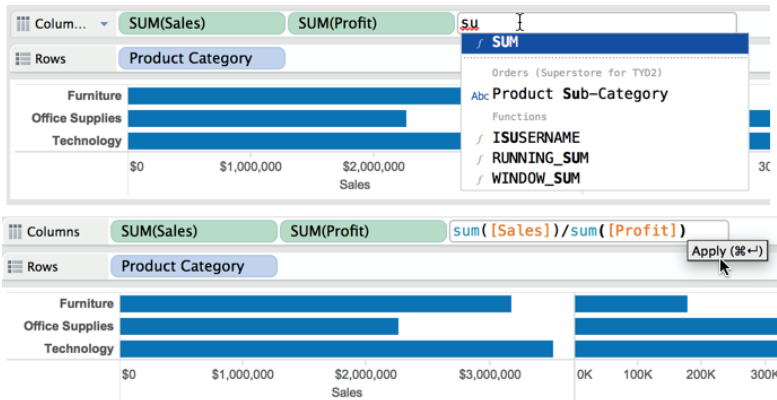 Colum... SUM(Sales) SUM(Profit) su
SUM
Rows Product Category
Orders (Superstore for TYD2)
Abc Product Sub-Category
Functions
ISUSERNAME
RUNNING_SUM
WINDOW_SUM
Furniture
Office Supplies
Technology
$0 $1,000,000 $2,000,000 30
Sales
Columns SUM(Sales) SUM(Profit) sum([Sales])/sum([Profit])
Apply (⌘↵)
Rows Product Category
Furniture
Office Supplies
Technology
$0 $1,000,000 $2,000,000 $3,000,000 0K 100K 200K 300K
Sales